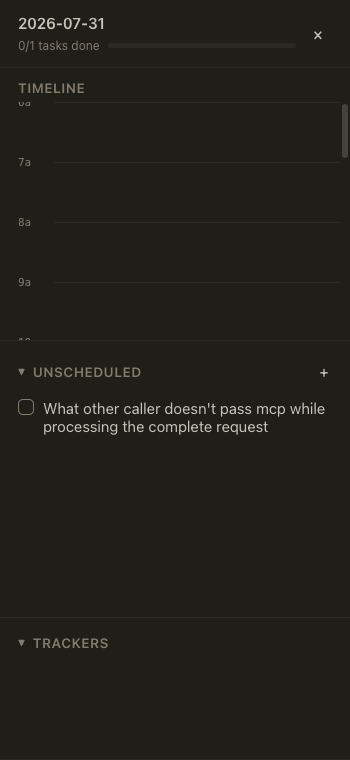 2026-07-31
0/1 tasks done
×
TIMELINE
6a
7a
8a
9a
▼ UNSCHEDULED +
What other caller doesn't pass mcp while
processing the complete request
▼ TRACKERS